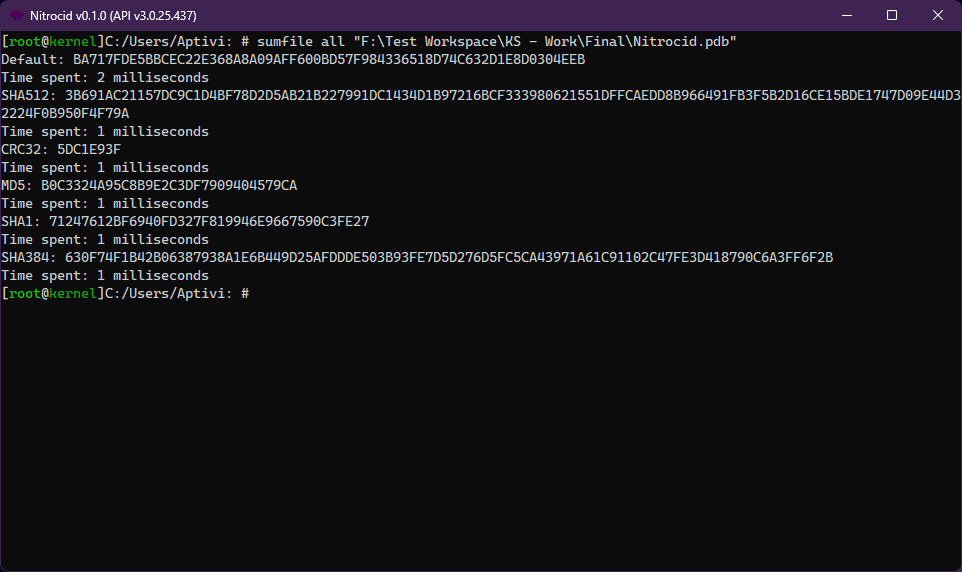 Nitrocid v0.1.0 (API v3.0.25.437)
[root@kernel]C:/Users/Aptivi: # sumfile all "F:\Test Workspace\KS - Work\Final\Nitrocid.pdb"
Default: BA717FDE5BBCEC22E368A8A09AFF600BD57F984336518D74C632D1E8D0304EEB
Time spent: 2 milliseconds
SHA512: 3B691AC21157DC9C1D4BF78D2D5AB21B227991DC1434D1B97216BCF333980621551DFFCAEDD8B966491FB3F5B2D16CE15BDE1747D09E44D3
2224F0B950F4F79A
Time spent: 1 milliseconds
CRC32: 5DC1E93F
Time spent: 1 milliseconds
MD5: B0C3324A95C8B9E2C3DF7909404579CA
Time spent: 1 milliseconds
SHA1: 71247612BF6940FD327F819946E9667590C3FE27
Time spent: 1 milliseconds
SHA384: 630F74F1B42B06387938A1E6B449D25AFDDDE503B93FE7D5D276D5FC5CA43971A61C91102C47FE3D418790C6A3FF6F2B
Time spent: 1 milliseconds
[root@kernel]C:/Users/Aptivi: #